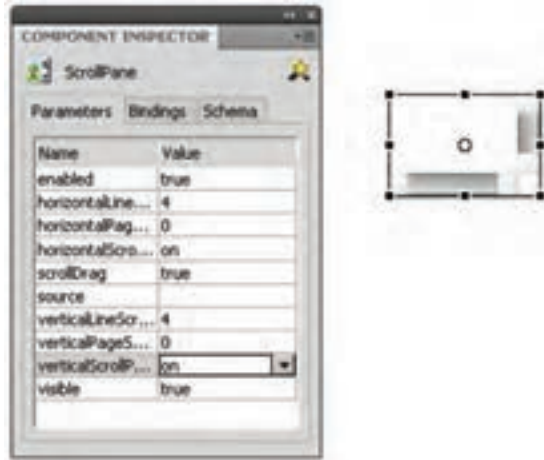 COMPONENT INSPECTOR
ScrollPane
Parameters Bindings Schema
Name Value
enabled true
horizontalLine... 4
horizontalPag... 0
horizontalScro... on
scrollDrag true
source
verticalLineScr... 4
verticalPageS... 0
verticalScrollP... on
visible true